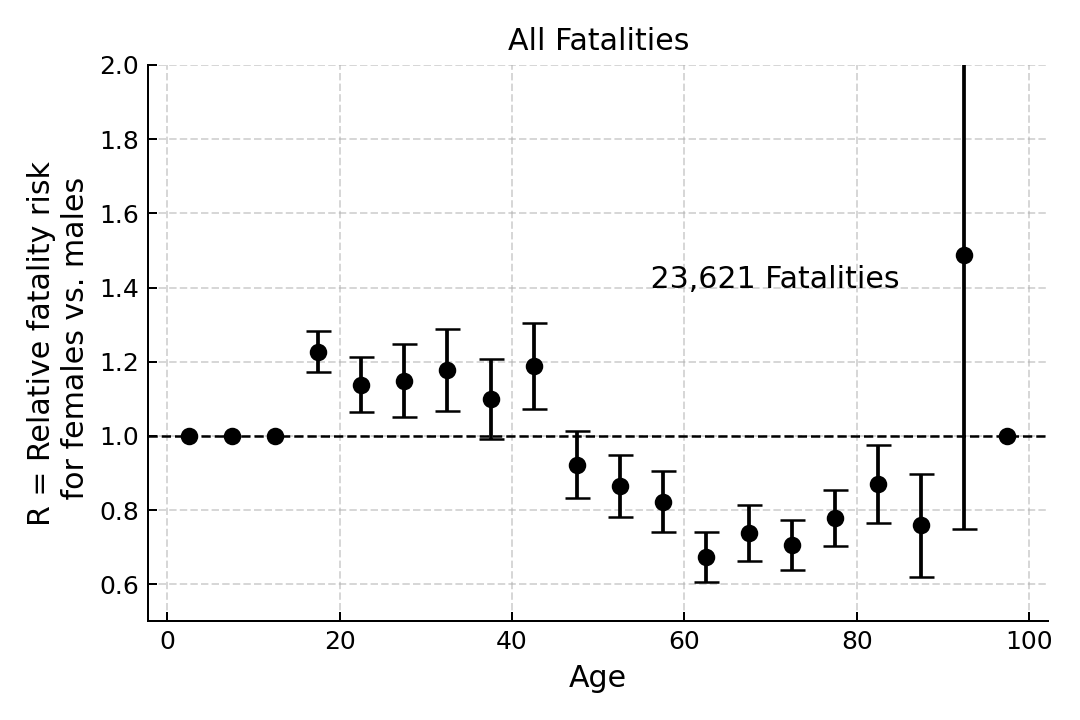 All Fatalities
R = Relative fatality risk
for females vs. males
2.0
1.8
1.6
1.4
1.2
1.0
0.8
0.6
23,621 Fatalities
0 20 40 60 80 100
Age